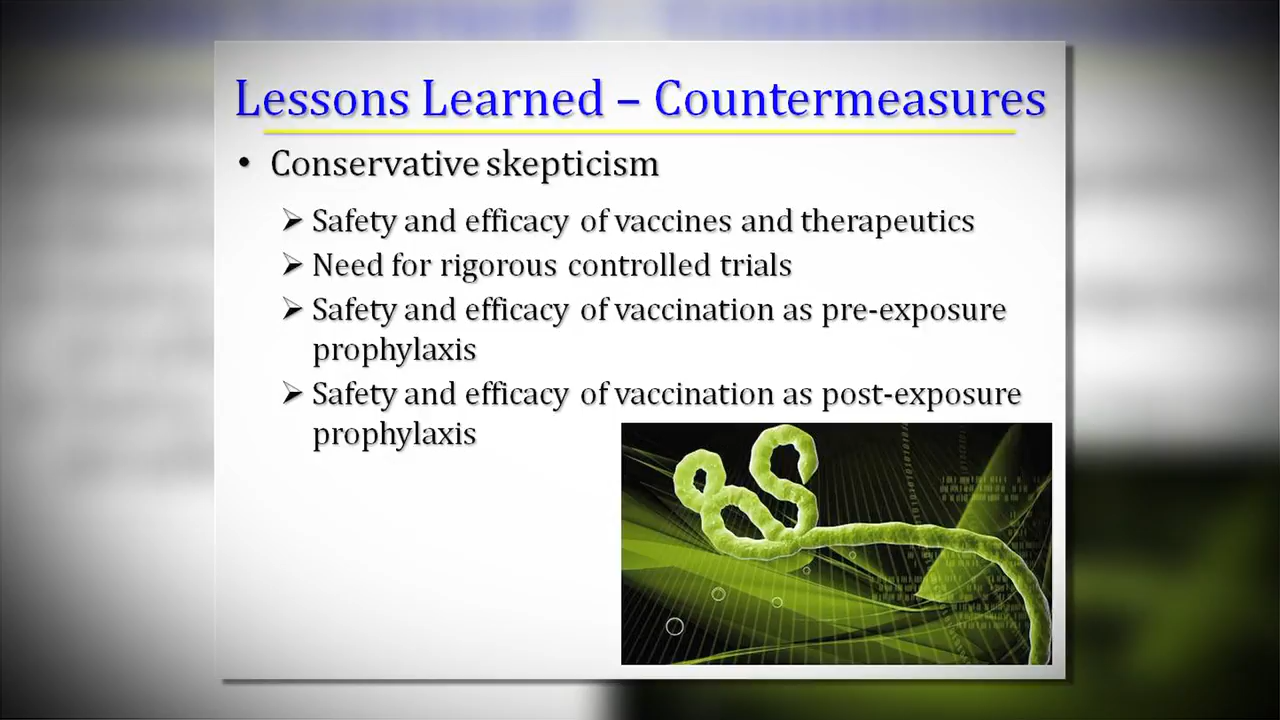 Lessons Learned – Countermeasures
• Conservative skepticism
➢ Safety and efficacy of vaccines and therapeutics
➢ Need for rigorous controlled trials
➢ Safety and efficacy of vaccination as pre-exposure
prophylaxis
➢ Safety and efficacy of vaccination as post-exposure
prophylaxis